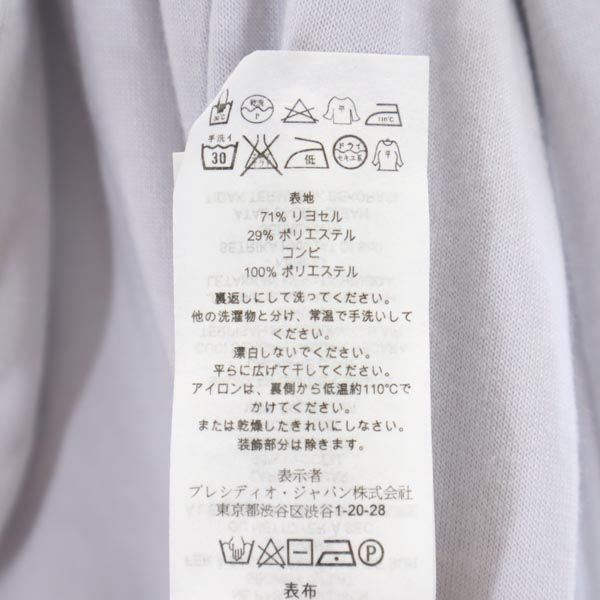 30°C 乾洗 P 平 110℃
手洗イ 30 低 ドライ セキユ系 平
表地
71% リヨセル
29% ポリエステル
コンビ
100% ポリエステル
裏返しにして洗ってください。
他の洗濯物と分け、常温で手洗いして
ください。
漂白しないでください。
平らに広げて干してください。
アイロンは、裏側から低温約110℃で
かけてください。
または乾燥したきれいにしなさい。
装飾部分は除きます。
表示者
プレシディオ・ジャパン株式会社
東京都渋谷区渋谷1-20-28
P
表布